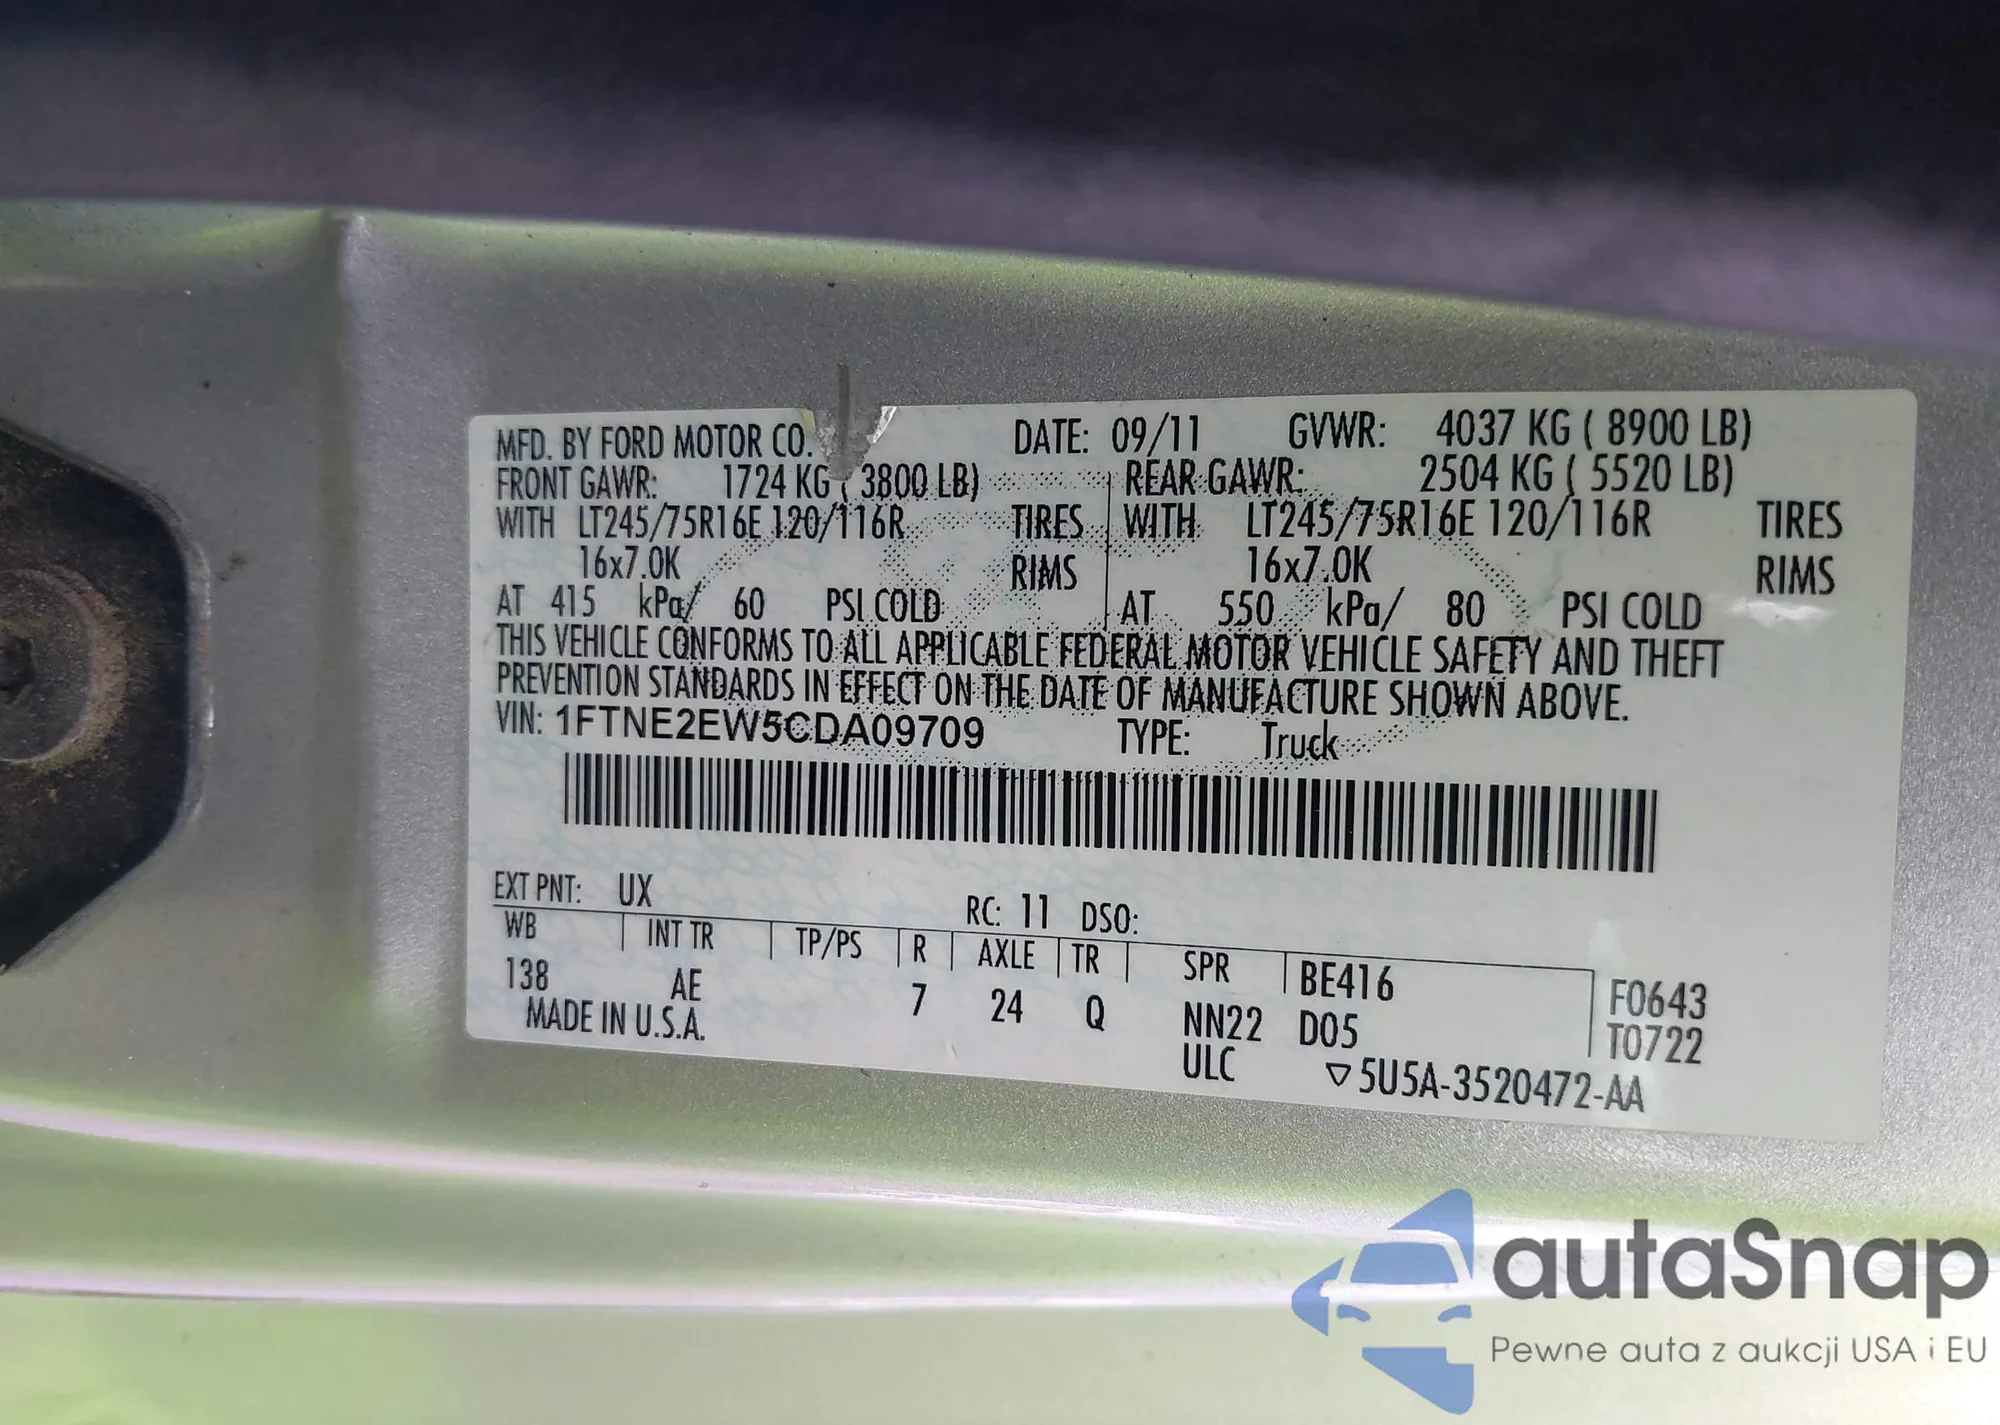 MFD. BY FORD MOTOR CO. DATE: 09/11 GVWR: 4037 KG ( 8900 LB)
FRONT GAWR: 1724 KG ( 3800 LB) REAR GAWR: 2504 KG ( 5520 LB)
WITH LT245/75R16E 120/116R TIRES WITH LT245/75R16E 120/116R TIRES
16x7.0K RIMS 16x7.0K RIMS
AT 415 kPa/ 60 PSI COLD AT 550 kPa/ 80 PSI COLD
THIS VEHICLE CONFORMS TO ALL APPLICABLE FEDERAL MOTOR VEHICLE SAFETY AND THEFT
PREVENTION STANDARDS IN EFFECT ON THE DATE OF MANUFACTURE SHOWN ABOVE.
VIN: 1FTNE2EW5CDA09709 TYPE: Truck
EXT PNT: UX RC: 11 DSO:
WB INT TR TP/PS R AXLE TR SPR BE416 F0643
138 AE 7 24 Q NN22 D05 T0722
MADE IN U.S.A. ULC ▽5U5A-3520472-AA
autaSnap
Pewne auta z aukcji USA i EU